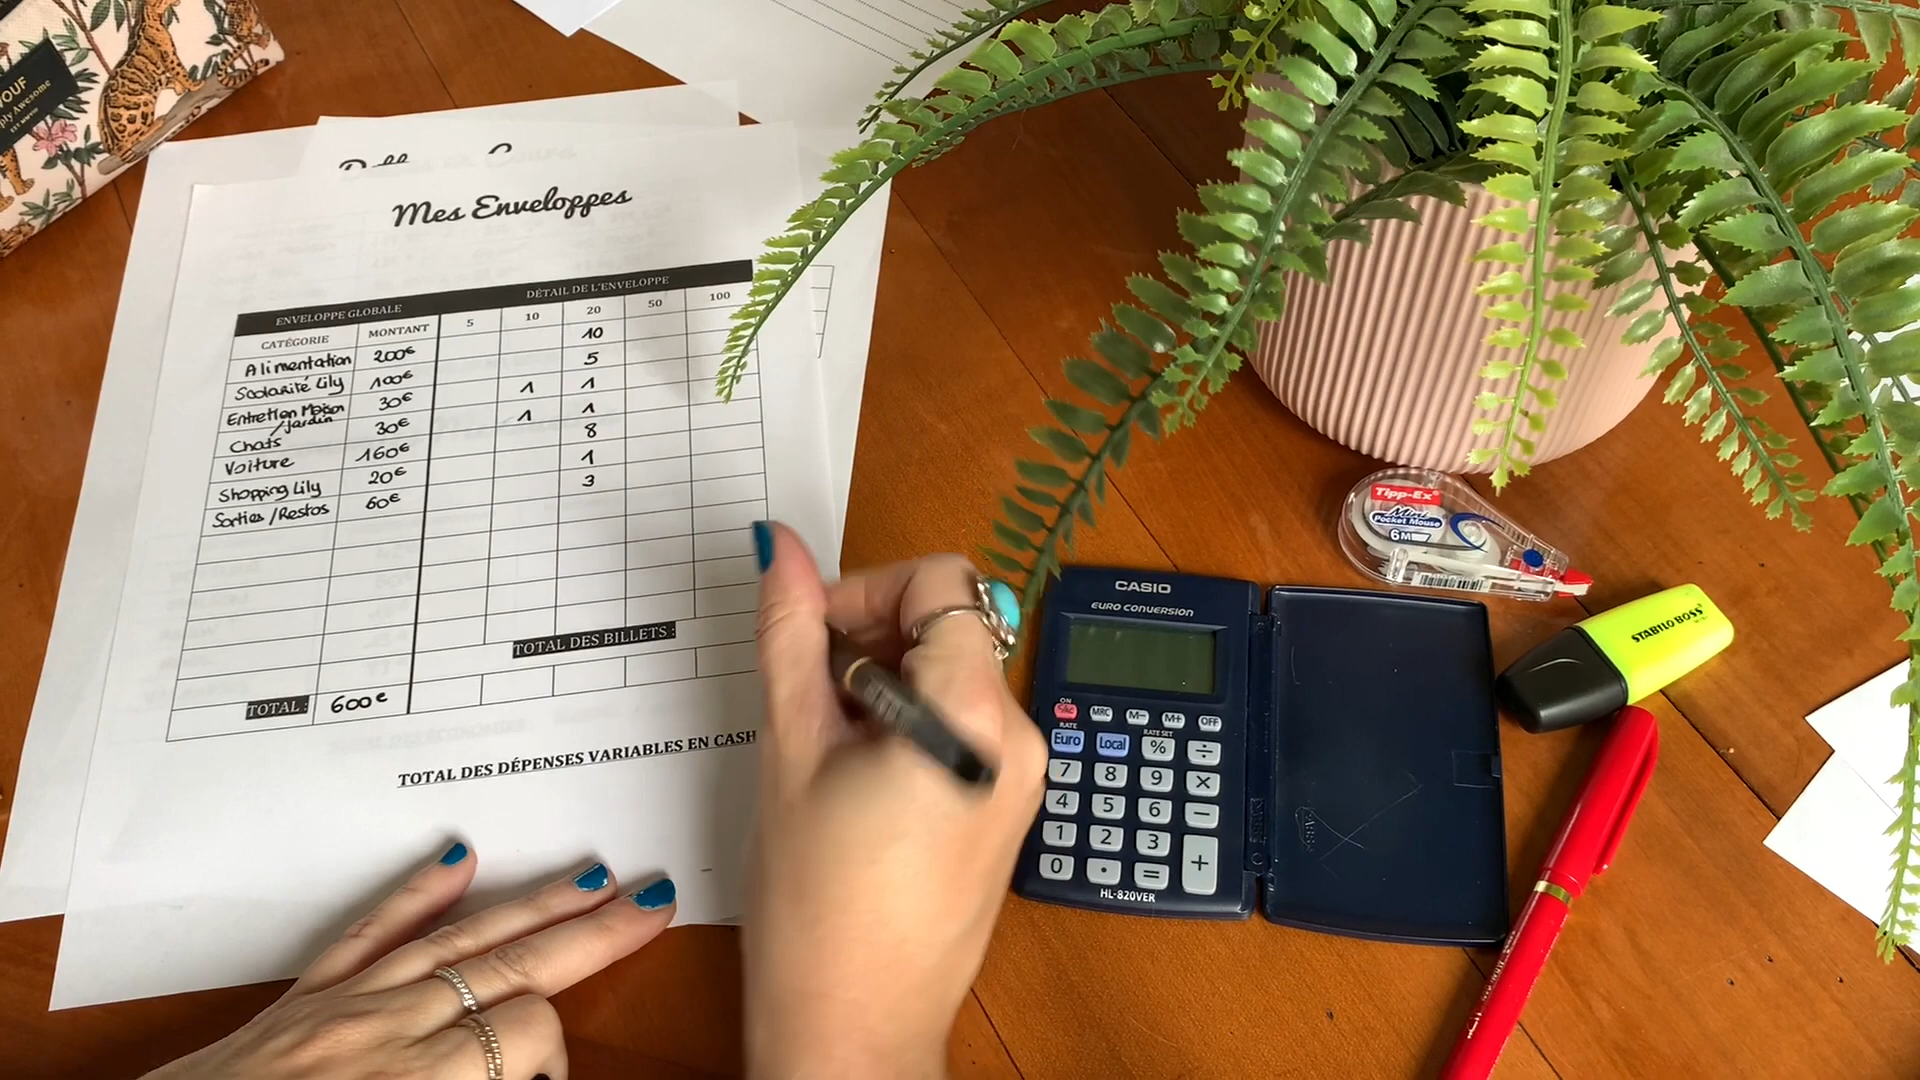 Mes Enveloppes
ENVELOPPE GLOBALE DÉTAIL DE L'ENVELOPPE
CATÉGORIE MONTANT 5 10 20 50 100
Alimentation 200€ 10
Scolarité Lily 100€ 5
Entretien Maison /Jardin 30€ 1 1
Chats 30€ 1 1
Voiture 160€ 8
Shopping Lily 20€ 1
Sorties/Restos 60€ 3
TOTAL DES BILLETS :
TOTAL : 600€
TOTAL DES DÉPENSES VARIABLES EN CASH
Tipp-Ex
Mini
Pocket Mouse
6M
STABILO BOSS
CASIO
EURO CONVERSION
ON
MRC M- M+ OFF
RATE RATE SET
Euro Local % ÷
7 8 9 ×
4 5 6 −
1 2 3 +
0 · =
HL-820VER